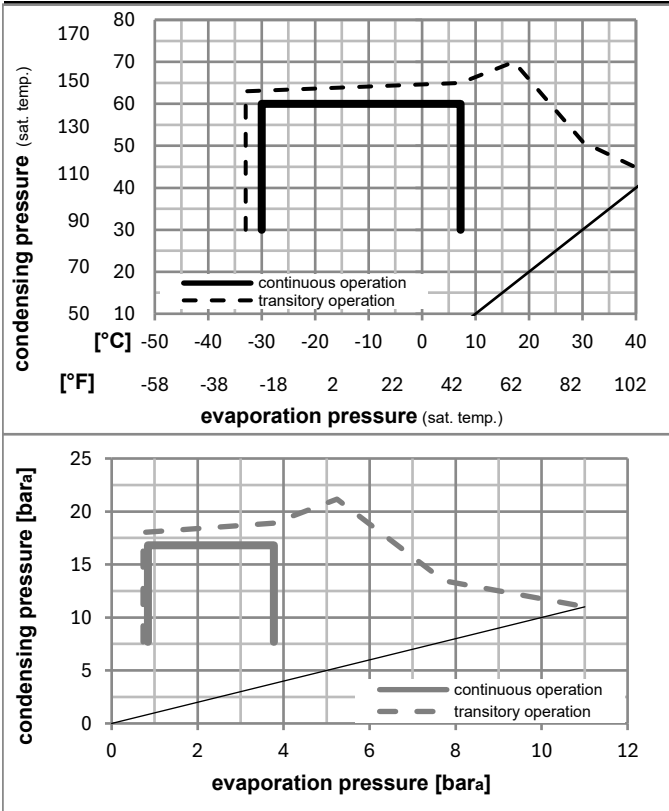 170 80
150 70
60
130 50
110 40
90 30
70 20
50 10
condensing pressure (sat. temp.)
continuous operation
transitory operation
[°C] -50 -40 -30 -20 -10 0 10 20 30 40
[°F] -58 -38 -18 2 22 42 62 82 102
evaporation pressure (sat. temp.)
25
20
15
10
5
0
condensing pressure [bara]
continuous operation
transitory operation
0 2 4 6 8 10 12
evaporation pressure [bara]